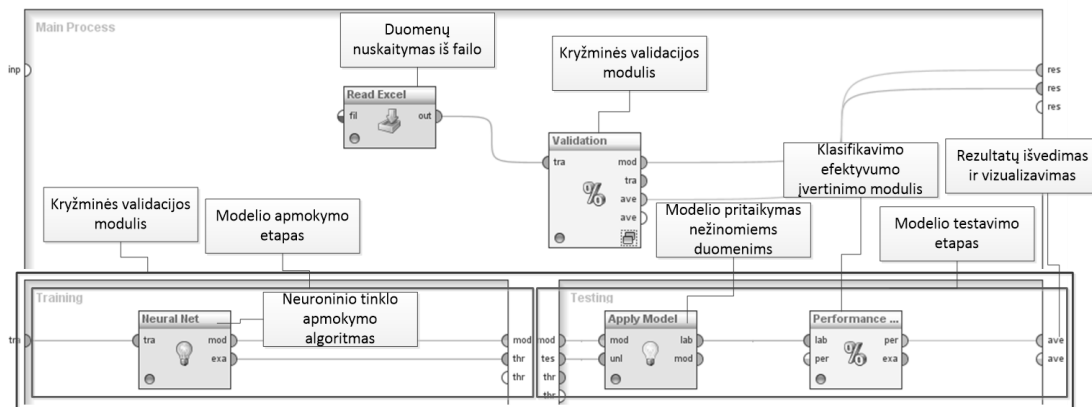 Main Process
Duomenų
nuskaitymas iš failo
Kryžminės validacijos
modulis
inp
res
res
res
Read Excel
fil
out
Validation
tra
mod
tra
ave
ave
Klasifikavimo
efektyvumo
įvertinimo modulis
Rezultatų išvedimas
ir vizualizavimas
Kryžminės validacijos
modulis
Modelio apmokymo
etapas
Modelio pritaikymas
nežinomiems
duomenims
Modelio testavimo
etapas
Training
Neuroninio tinklo
apmokymo
algoritmas
Testing
Neural Net
tra
mod
exa
tra
mod
thr
thr
mod
tes
thr
thr
Apply Model
mod
unl
lab
mod
Performance ...
lab
per
per
exa
ave
ave